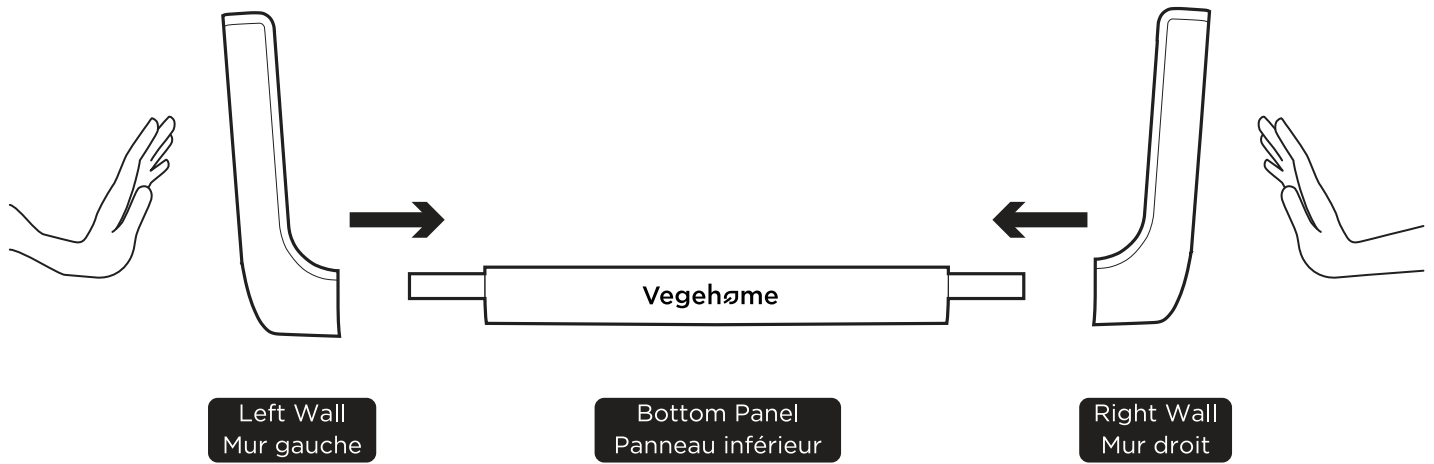 Vegehome
Left Wall
Mur gauche
Bottom Panel
Panneau inférieur
Right Wall
Mur droit